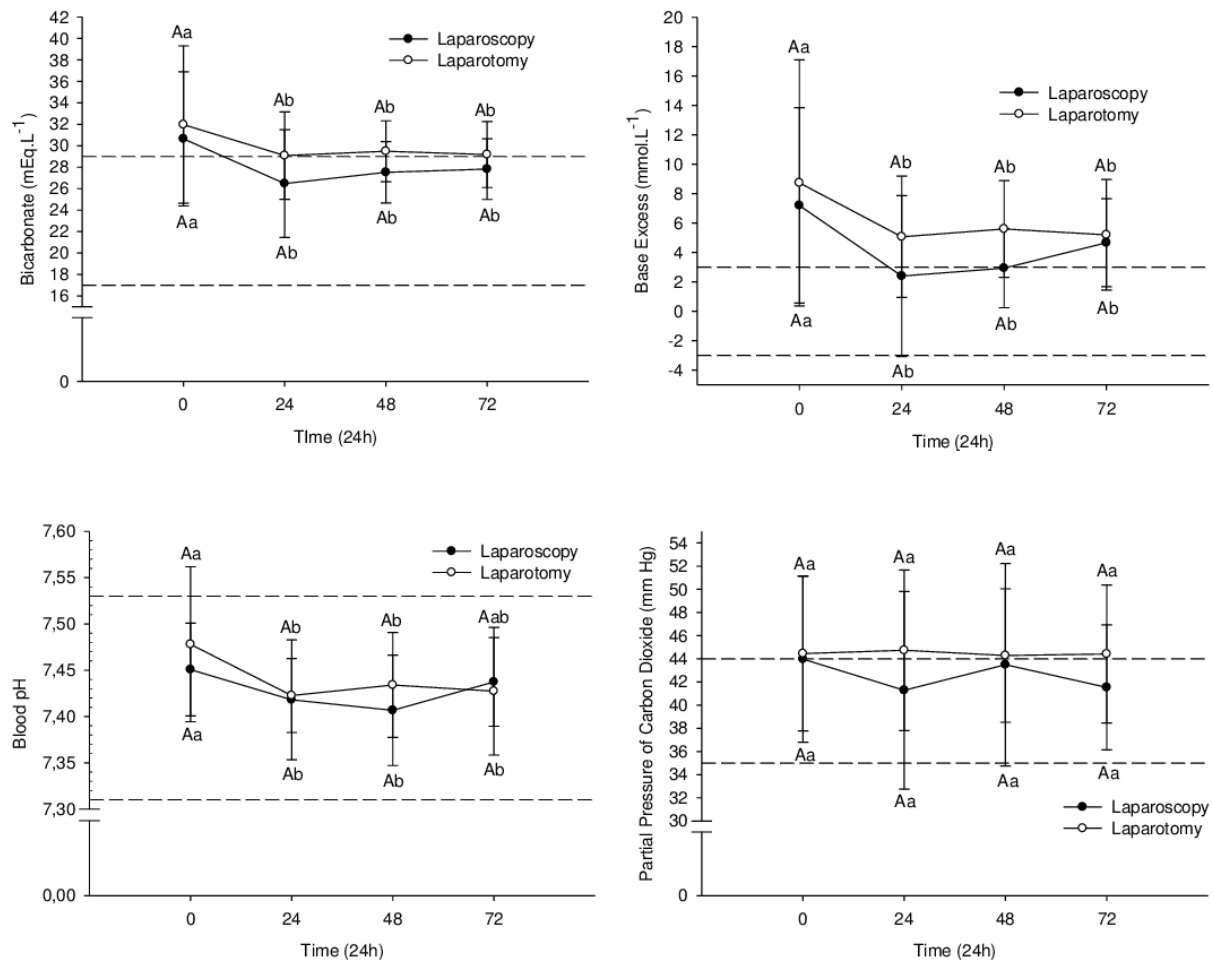 Bicarbonate (mEq.L⁻¹)
42
40
38
36
34
32
30
28
26
24
22
20
18
16
0
Aa
Ab
Ab
Ab
Aa
Ab
Ab
Ab
Laparoscopy
Laparotomy
0 24 48 72
TIme (24h)
Base Excess (mmol.L⁻¹)
20
18
16
14
12
10
8
6
4
2
0
-2
-4
Aa
Ab
Ab
Ab
Aa
Ab
Ab
Ab
Laparoscopy
Laparotomy
0 24 48 72
Time (24h)
Blood pH
7,60
7,55
7,50
7,45
7,40
7,35
7,30
0,00
Aa
Ab
Ab
Aab
Aa
Ab
Ab
Ab
Laparoscopy
Laparotomy
0 24 48 72
Time (24h)
Partial Pressure of Carbon Dioxide (mm Hg)
54
52
50
48
46
44
42
40
38
36
35
34
32
30
0
Aa
Aa
Aa
Aa
Aa
Aa
Aa
Aa
Laparoscopy
Laparotomy
0 24 48 72
Time (24h)